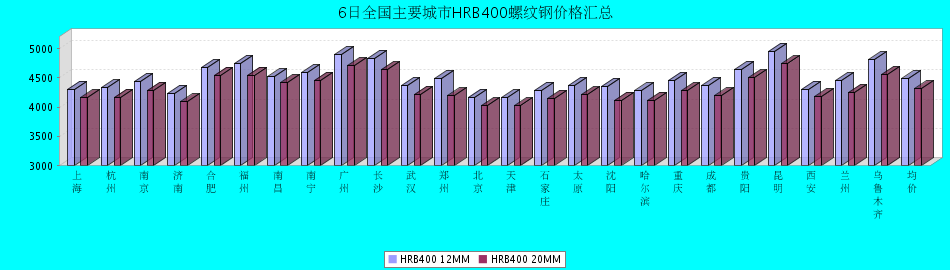 6日全国主要城市HRB400螺纹钢价格汇总
5000
4500
4000
3500
3000
上海
杭州
南京
济南
合肥
福州
南昌
南宁
广州
长沙
武汉
郑州
北京
天津
石家庄
太原
沈阳
哈尔滨
重庆
成都
贵阳
昆明
西安
兰州
乌鲁木齐
均价
HRB400 12MM
HRB400 20MM